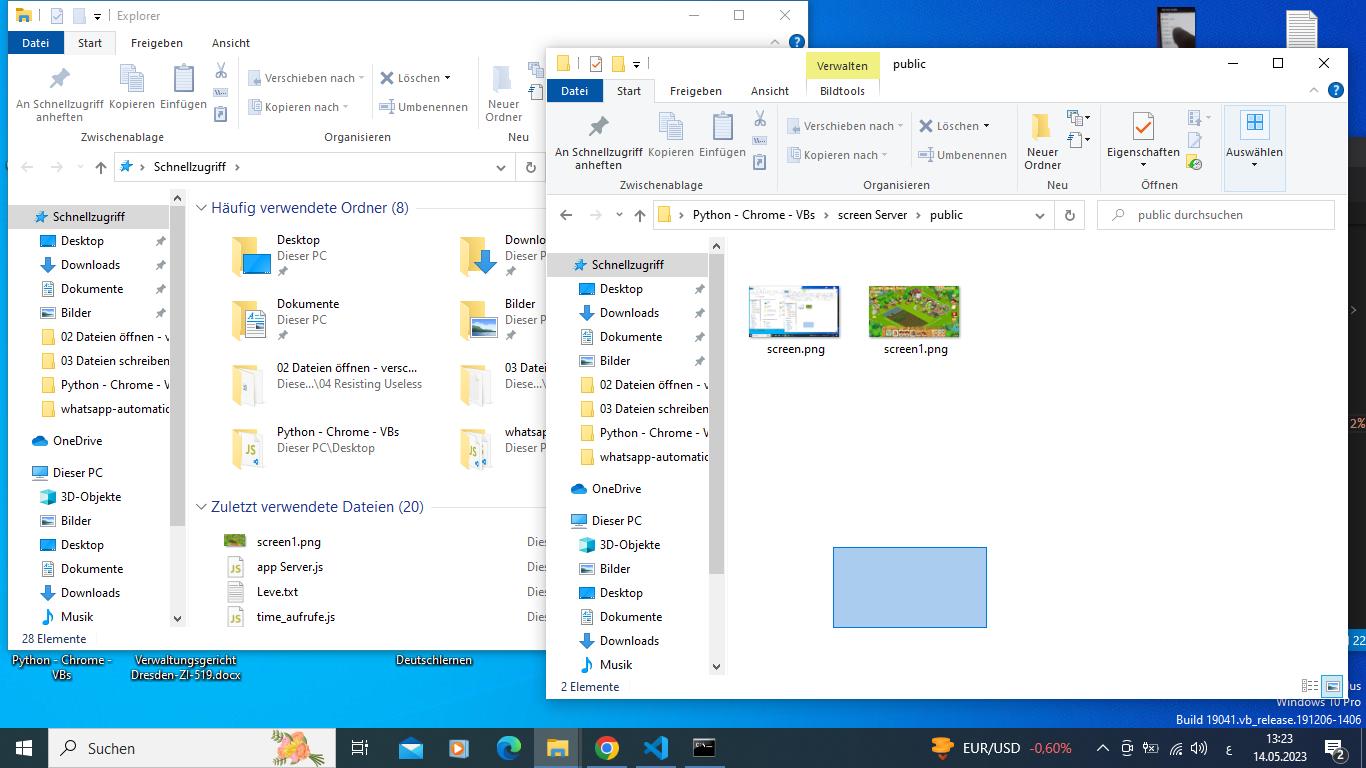 Explorer
Datei Start Freigeben Ansicht
An Schnellzugriff anheften
Kopieren
Einfügen
Verschieben nach
Kopieren nach
Löschen
Umbenennen
Neuer Ordner
Zwischenablage Organisieren Neu
Schnellzugriff
Schnellzugriff
Desktop
Downloads
Dokumente
Bilder
02 Dateien öffnen - v
03 Dateien schreiben
Python - Chrome - V
whatsapp-automatic
OneDrive
Dieser PC
3D-Objekte
Bilder
Desktop
Dokumente
Downloads
Musik
28 Elemente
Häufig verwendete Ordner (8)
Desktop
Dieser PC
Downlo
Dieser P
Dokumente
Dieser PC
Bilder
Dieser P
02 Dateien öffnen - versc...
Diese...\04 Resisting Useless
03 Datei
Diese...\
Python - Chrome - VBs
Dieser PC\Desktop
whatsap
Dieser P
Zuletzt verwendete Dateien (20)
screen1.png Dies
app Server.js Dies
Leve.txt Dies
time_aufrufe.js Dies
Verwalten public
Datei Start Freigeben Ansicht Bildtools
An Schnellzugriff anheften
Kopieren
Einfügen
Verschieben nach
Kopieren nach
Löschen
Umbenennen
Neuer Ordner
Eigenschaften
Auswählen
Zwischenablage Organisieren Neu Öffnen
Python - Chrome - VBs screen Server public
public durchsuchen
Schnellzugriff
Desktop
Downloads
Dokumente
Bilder
02 Dateien öffnen - v
03 Dateien schreiben
Python - Chrome - V
whatsapp-automatic
OneDrive
Dieser PC
3D-Objekte
Bilder
Desktop
Dokumente
Downloads
Musik
2 Elemente
screen.png
screen1.png
2%
22
Python - Chrome - VBs
Verwaltungsgericht Dresden-ZI-519.docx
Deutschlernen
Windows 10 Pro
Build 19041.vb_release.191206-1406
Suchen
EUR/USD -0,60%
ع
13:23
14.05.2023
2